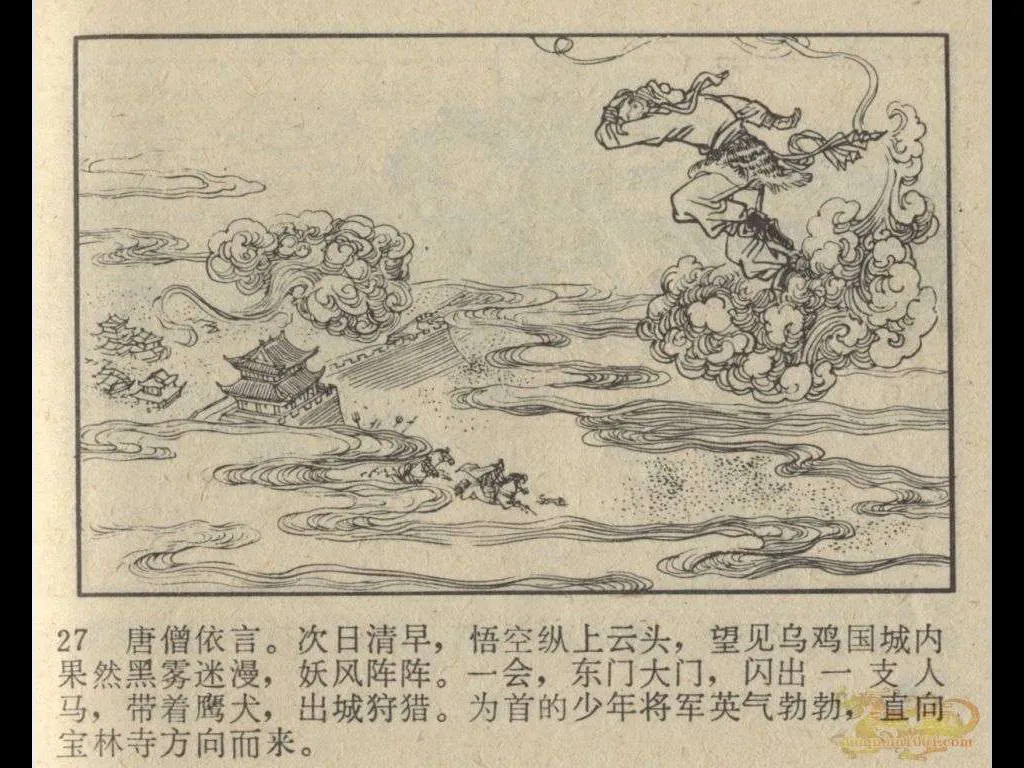 27 唐僧依言。次日清早，悟空纵上云头，望见乌鸡国城内
果然黑雾迷漫，妖风阵阵。一会，东门大门，闪出一支人
马，带着鹰犬，出城狩猎。为首的少年将军英气勃勃，直向
宝林寺方向而来。